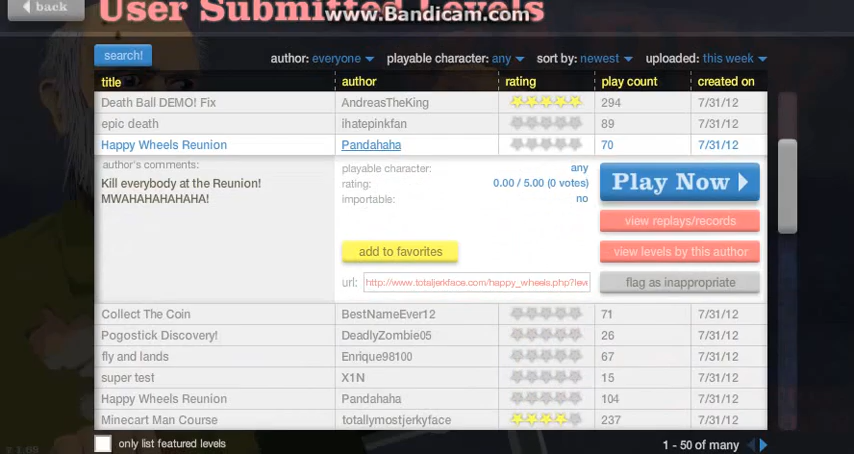 back
User Submitted Levels
www.Bandicam.com
search!
author: everyone playable character: any sort by: newest uploaded: this week
title author rating play count created on
Death Ball DEMO! Fix AndreasTheKing 294 7/31/12
epic death ihatepinkfan 89 7/31/12
Happy Wheels Reunion Pandahaha 70 7/31/12
author's comments:
Kill everybody at the Reunion!
MWAHAHAHAHAHA!
playable character: any
rating: 0.00 / 5.00 (0 votes)
importable: no
Play Now
view replays/records
add to favorites
view levels by this author
url: http://www.totaljerkface.com/happy_wheels.php?leve
flag as inappropriate
Collect The Coin BestNameEver12 71 7/31/12
Pogostick Discovery! DeadlyZombie05 26 7/31/12
fly and lands Enrique98100 67 7/31/12
super test X1N 15 7/31/12
Happy Wheels Reunion Pandahaha 104 7/31/12
Minecart Man Course totallymostjerkyface 237 7/31/12
only list featured levels
1 - 50 of many